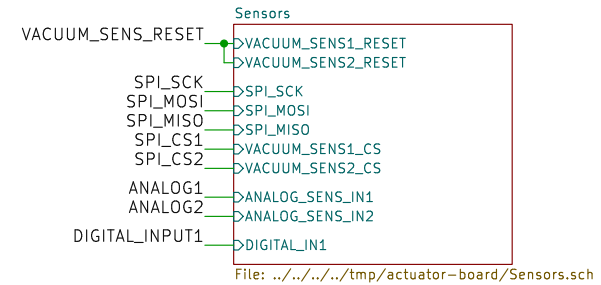 Sensors
VACUUM_SENS_RESET
VACUUM_SENS1_RESET
VACUUM_SENS2_RESET
SPI_SCK
SPI_SCK
SPI_MOSI
SPI_MOSI
SPI_MISO
SPI_MISO
SPI_CS1
VACUUM_SENS1_CS
SPI_CS2
VACUUM_SENS2_CS
ANALOG1
ANALOG_SENS_IN1
ANALOG2
ANALOG_SENS_IN2
DIGITAL_INPUT1
DIGITAL_IN1
File: ../../../../tmp/actuator-board/Sensors.sch